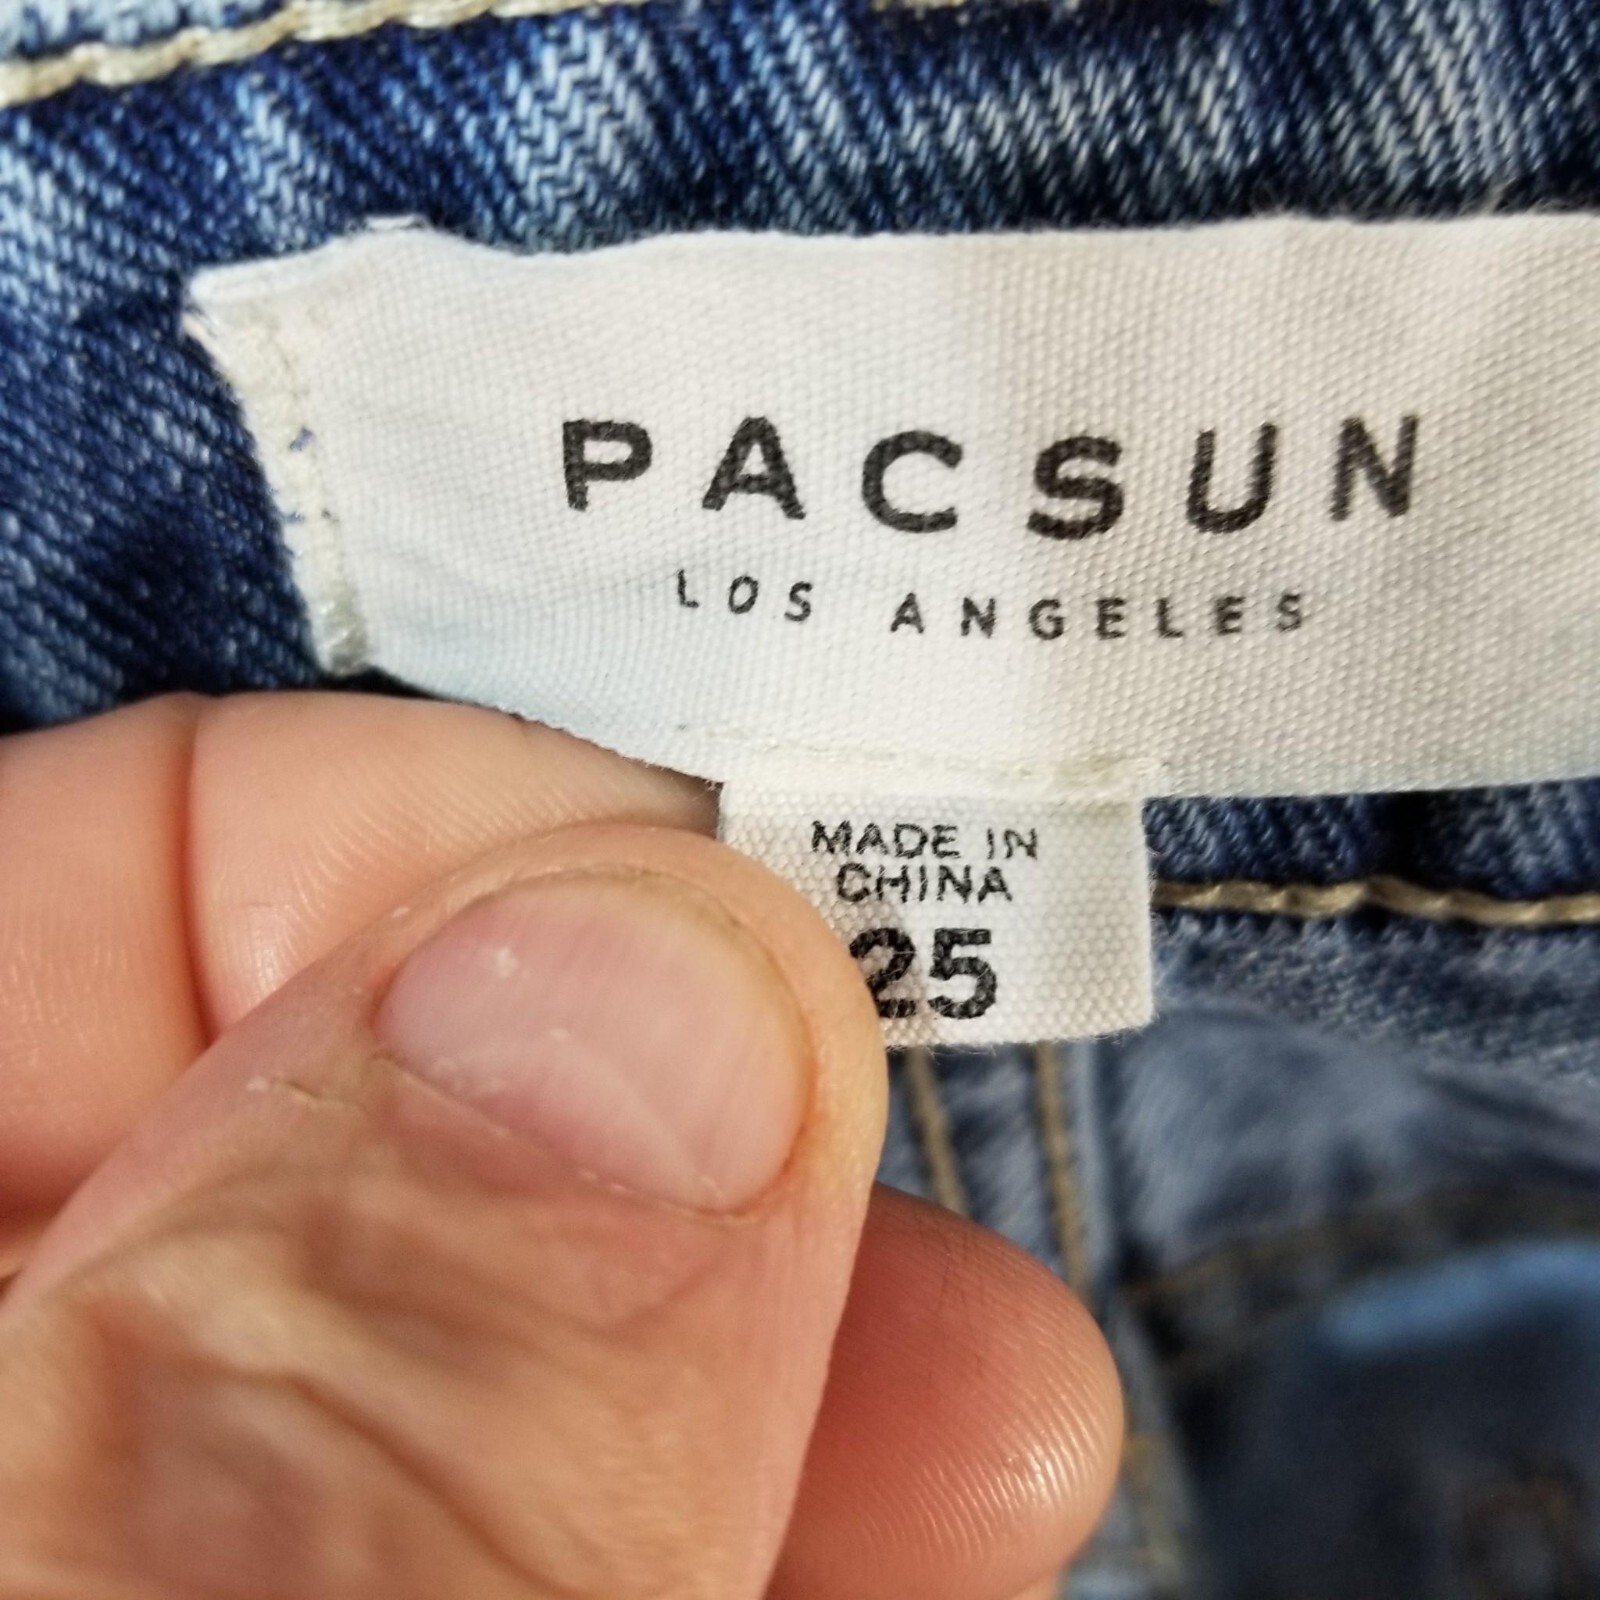 PACSUN
LOS ANGELES
MADE IN
CHINA
25